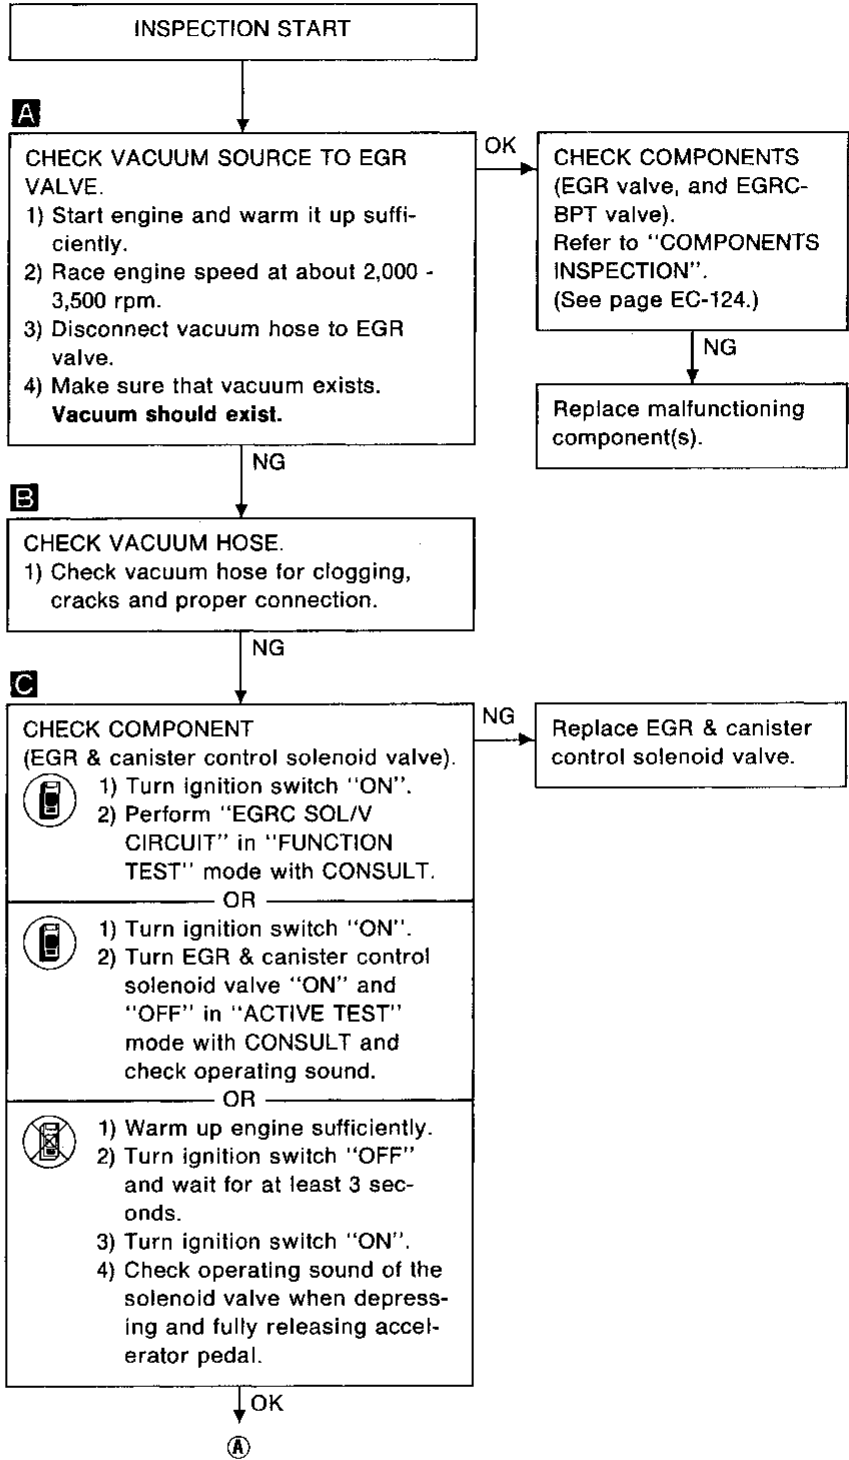 INSPECTION START
A
CHECK VACUUM SOURCE TO EGR
VALVE.
1) Start engine and warm it up suffi-
ciently.
2) Race engine speed at about 2,000 -
3,500 rpm.
3) Disconnect vacuum hose to EGR
valve.
4) Make sure that vacuum exists.
Vacuum should exist.
OK
CHECK COMPONENTS
(EGR valve, and EGRC-
BPT valve).
Refer to "COMPONENTS
INSPECTION".
(See page EC-124.)
NG
Replace malfunctioning
component(s).
NG
B
CHECK VACUUM HOSE.
1) Check vacuum hose for clogging,
cracks and proper connection.
NG
C
CHECK COMPONENT
(EGR & canister control solenoid valve).
1) Turn ignition switch "ON".
2) Perform "EGRC SOL/V
CIRCUIT" in "FUNCTION
TEST" mode with CONSULT.
OR
1) Turn ignition switch "ON".
2) Turn EGR & canister control
solenoid valve "ON" and
"OFF" in "ACTIVE TEST"
mode with CONSULT and
check operating sound.
OR
1) Warm up engine sufficiently.
2) Turn ignition switch "OFF"
and wait for at least 3 sec-
onds.
3) Turn ignition switch "ON".
4) Check operating sound of the
solenoid valve when depress-
ing and fully releasing accel-
erator pedal.
NG
Replace EGR & canister
control solenoid valve.
OK
Ⓐ